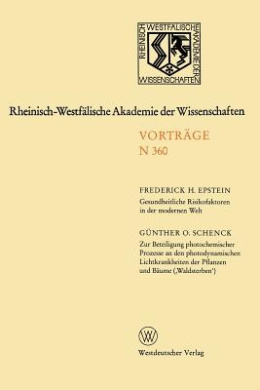 RHEINISCH-
WESTFÄLISCHE
AKADEMIE DER
WISSENSCHAFTEN
Rheinisch-Westfälische Akademie der Wissenschaften
VORTRÄGE
N 360
FREDERICK H. EPSTEIN
Gesundheitliche Risikofaktoren
in der modernen Welt
GÜNTHER O. SCHENCK
Zur Beteiligung photochemischer
Prozesse an den photodynamischen
Lichtkrankheiten der Pflanzen
und Bäume (‚Waldsterben')
Westdeutscher Verlag